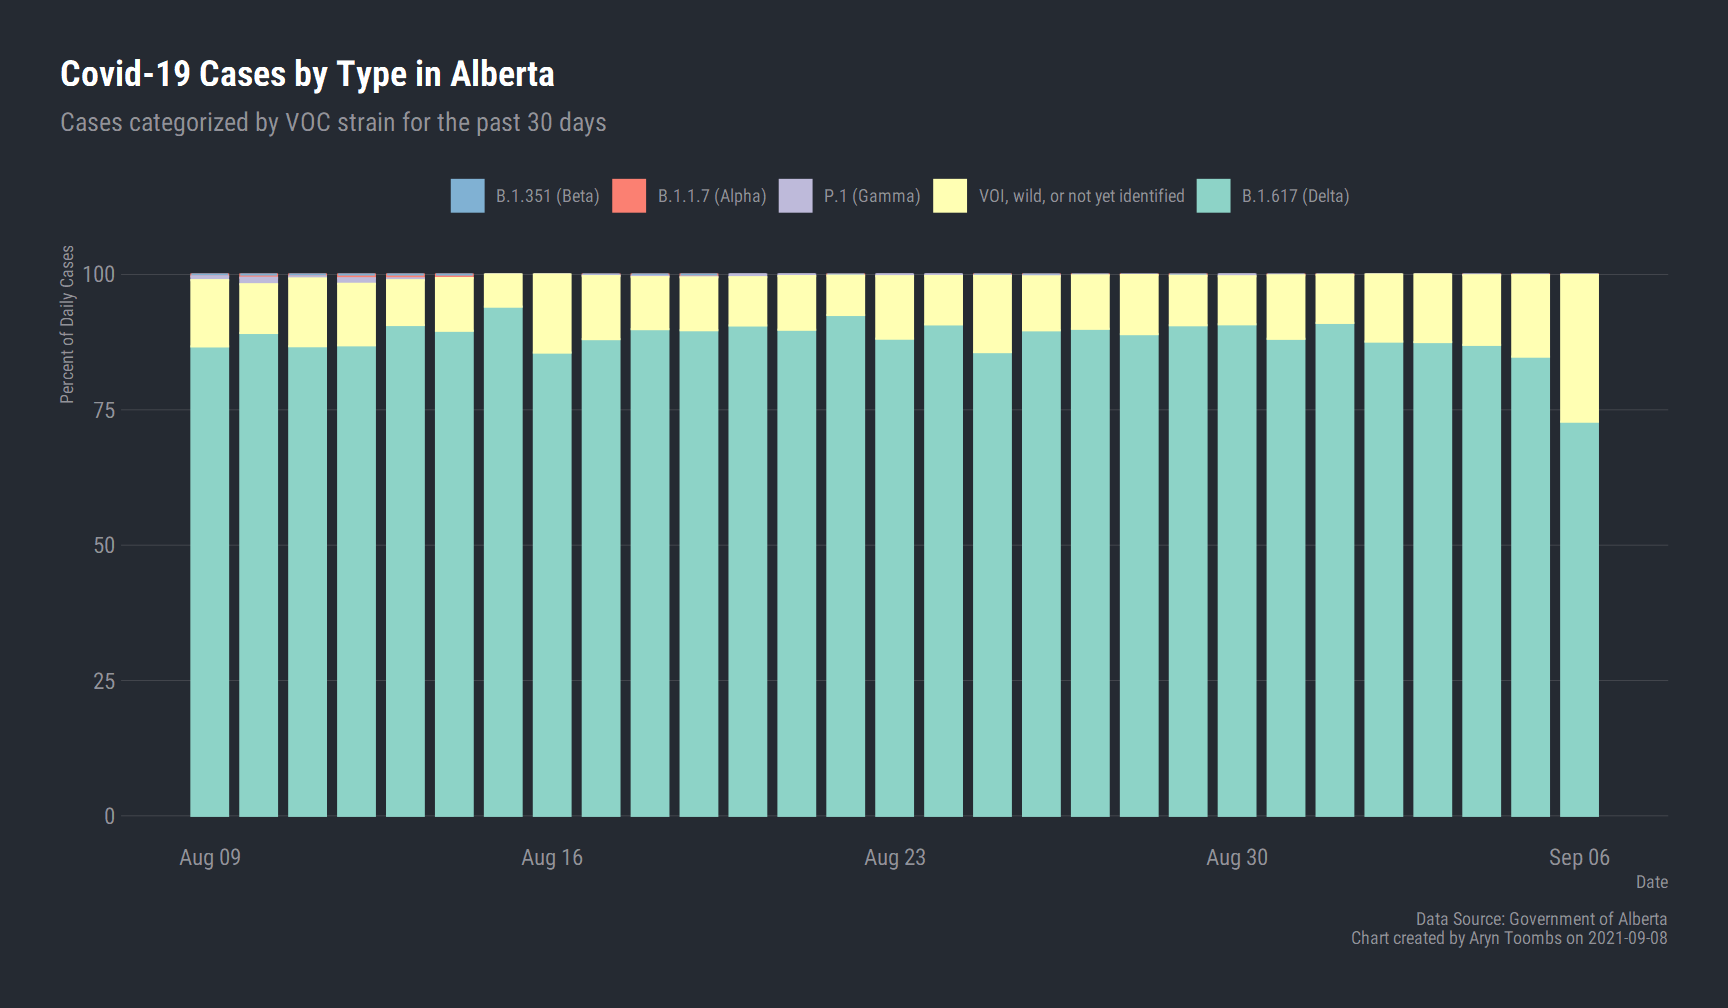 Covid-19 Cases by Type in Alberta
Cases categorized by VOC strain for the past 30 days
B.1.351 (Beta) B.1.1.7 (Alpha) P.1 (Gamma) VOI, wild, or not yet identified B.1.617 (Delta)
Percent of Daily Cases
100
75
50
25
0
Aug 09 Aug 16 Aug 23 Aug 30 Sep 06
Date
Data Source: Government of Alberta
Chart created by Aryn Toombs on 2021-09-08